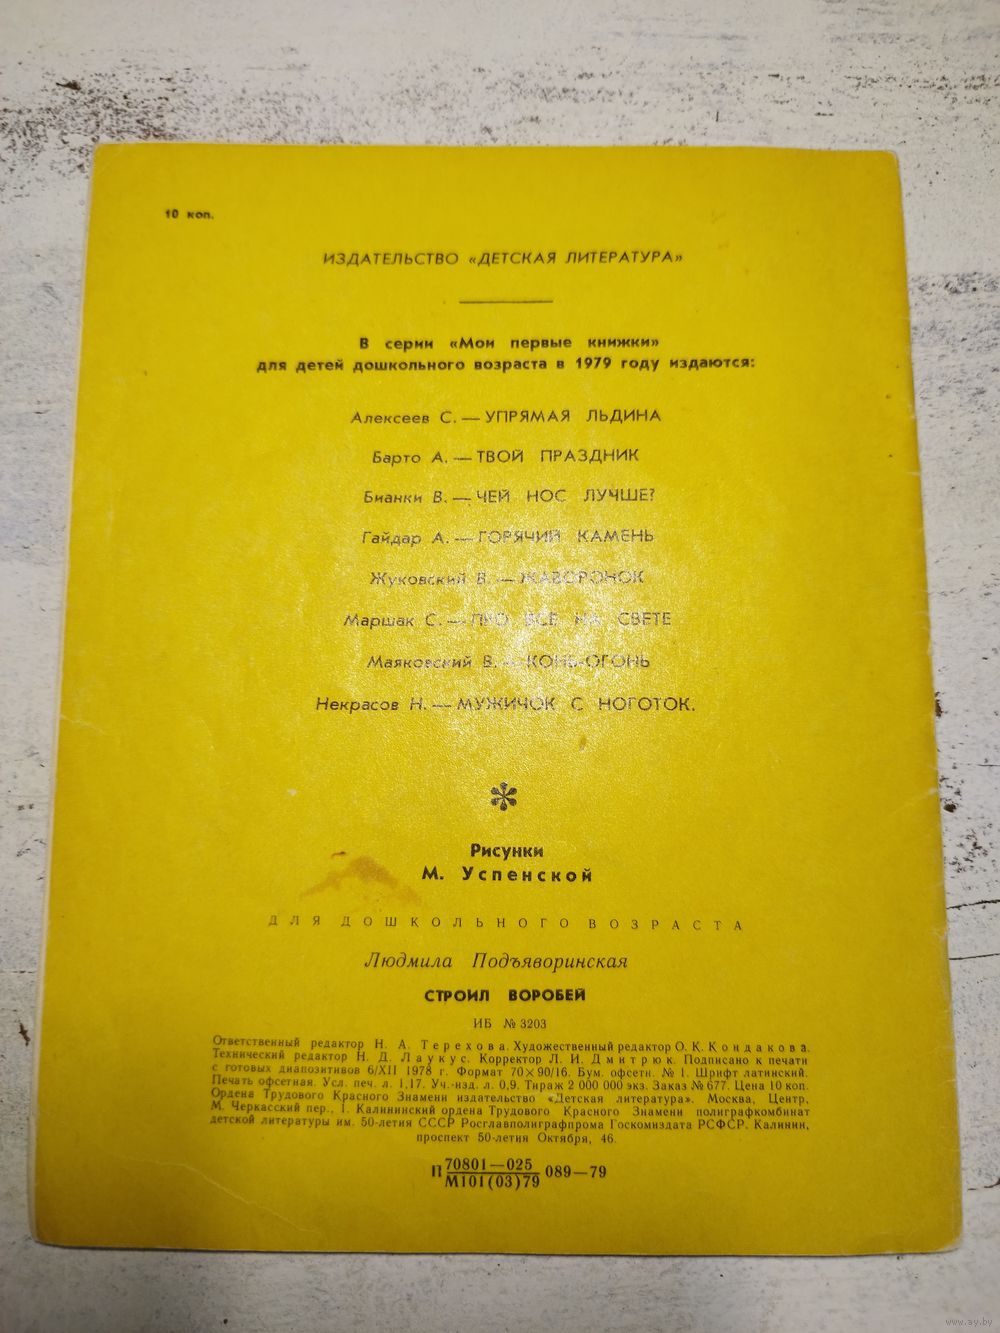 10 коп.
ИЗДАТЕЛЬСТВО «ДЕТСКАЯ ЛИТЕРАТУРА»
В серии «Мои первые книжки»
для детей дошкольного возраста в 1979 году издаются:
Алексеев С. — УПРЯМАЯ ЛЬДИНА
Барто А. — ТВОЙ ПРАЗДНИК
Бианки В. — ЧЕЙ НОС ЛУЧШЕ?
Гайдар А. — ГОРЯЧИЙ КАМЕНЬ
Жуковский В. — ЖАВОРОНОК
Маршак С. — ПРО ВСЕ НА СВЕТЕ
Маяковский В. — КОНЬ-ОГОНЬ
Некрасов Н. — МУЖИЧОК С НОГОТОК.
Рисунки
М. Успенской
ДЛЯ ДОШКОЛЬНОГО ВОЗРАСТА
Людмила Подъяворинская
СТРОИЛ ВОРОБЕЙ
ИБ № 3203
Ответственный редактор Н. А. Терехова. Художественный редактор О. К. Кондакова.
Технический редактор Н. Д. Лаукус. Корректор Л. И. Дмитрюк. Подписано к печати
с готовых диапозитивов 6/XII 1978 г. Формат 70×90/16. Бум. офсетн. № 1. Шрифт латинский.
Печать офсетная. Усл. печ. л. 1,17. Уч.-изд. л. 0,9. Тираж 2 000 000 экз. Заказ № 677. Цена 10 коп.
Ордена Трудового Красного Знамени издательство «Детская литература». Москва, Центр,
М. Черкасский пер., 1. Калининский ордена Трудового Красного Знамени полиграфкомбинат
детской литературы им. 50-летия СССР Росглавполиграфпрома Госкомиздата РСФСР. Калинин,
проспект 50-летия Октября, 46.
П 70801—025 089—79
М101(03)79
www.ay.by